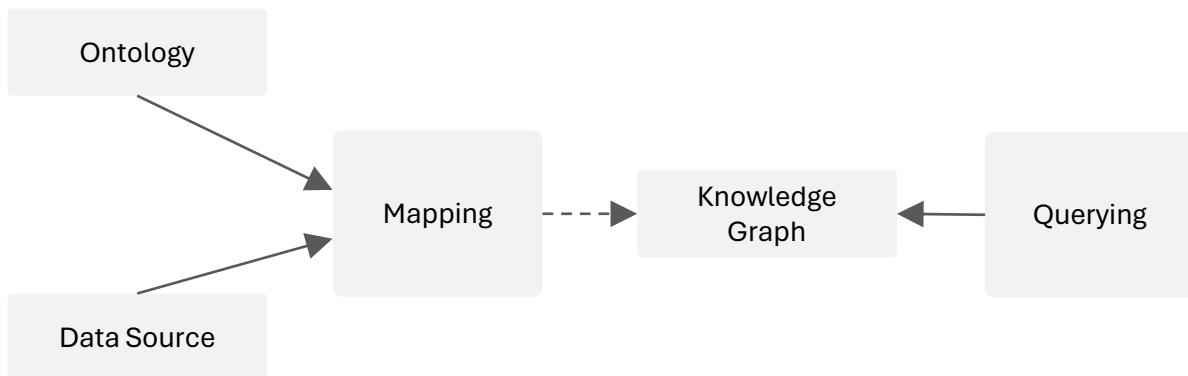 Ontology
Mapping
Knowledge
Graph
Querying
Data Source